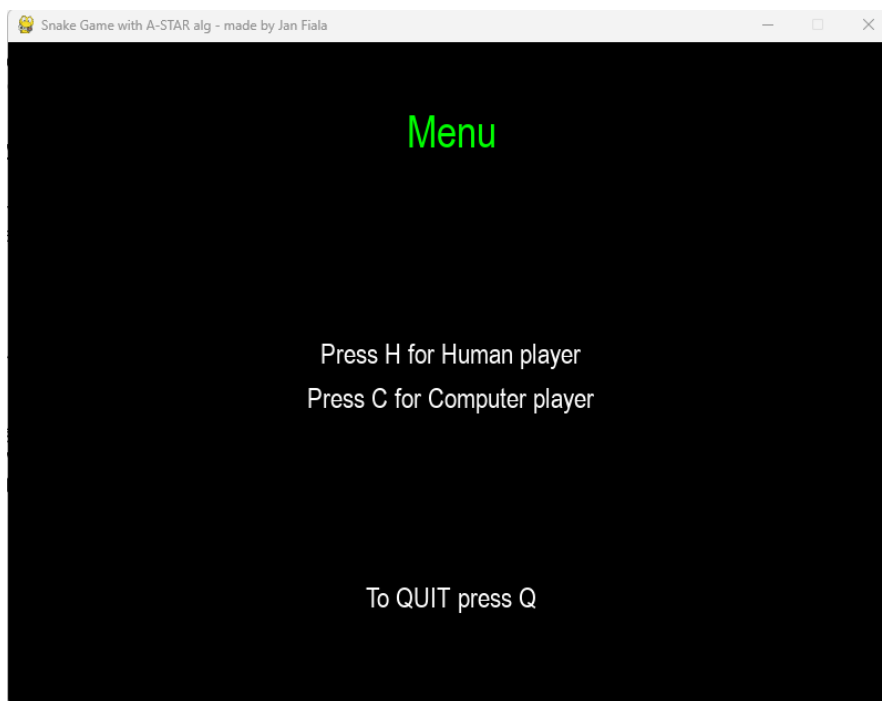 Snake Game with A-STAR alg - made by Jan Fiala
Menu
Press H for Human player
Press C for Computer player
To QUIT press Q